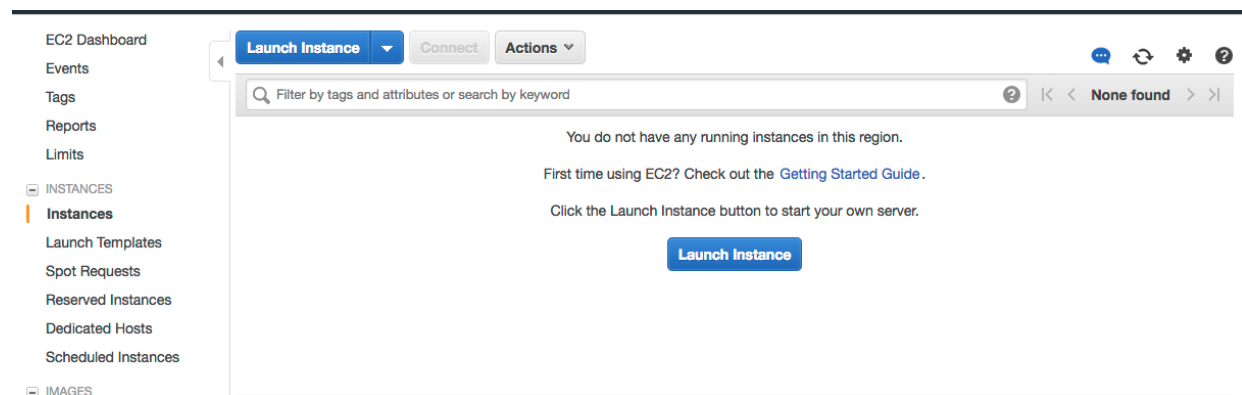 EC2 Dashboard
Events
Tags
Reports
Limits
INSTANCES
Instances
Launch Templates
Spot Requests
Reserved Instances
Dedicated Hosts
Scheduled Instances
IMAGES
Launch Instance Connect Actions
Filter by tags and attributes or search by keyword
None found
You do not have any running instances in this region.
First time using EC2? Check out the Getting Started Guide.
Click the Launch Instance button to start your own server.
Launch Instance